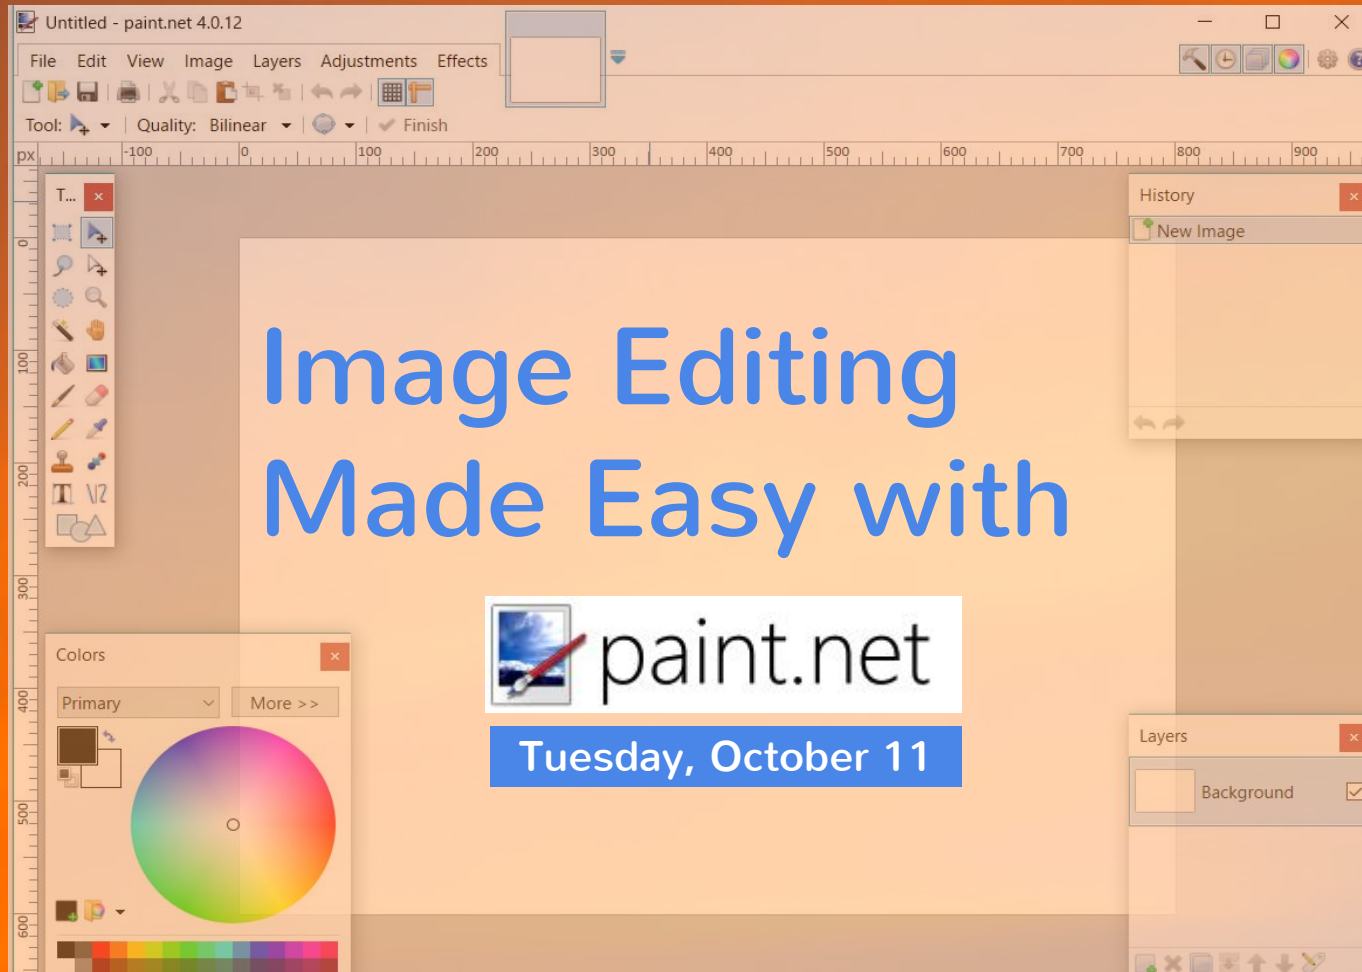 Untitled - paint.net 4.0.12
File Edit View Image Layers Adjustments Effects
Tool: Quality: Bilinear Finish
px -100 0 100 200 300 400 500 600 700 800 900
T...
History
New Image
0
100
200
300
400
500
600
Image Editing
Made Easy with
paint.net
Tuesday, October 11
Colors
Primary More >>
Layers
Background